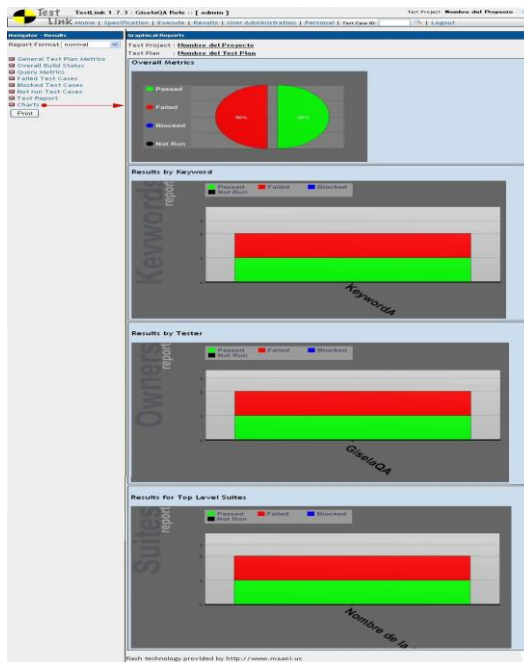 Test Link
TestLink 1.7.3 : GiselaQA Role :: [ admin ]
Test Project Nombre del Proyecto
Home | Specification | Execute | Results | User Administration | Personal | Test Case ID: | Logout
Navigator - Results
Report Format normal
General Test Plan Metrics
Overall Build Status
Query Metrics
Failed Test Cases
Blocked Test Cases
Not run Test Cases
Test Report
Charts
Print
Graphical Reports
Test Project : Nombre del Proyecto
Test Plan : Nombre del Test Plan
Overall Metrics
Passed
Failed
Blocked
Not Run
Results by Keyword
Keywords
report
Passed Failed Blocked
Not Run
KeywordA
Results by Tester
Owners
report
Passed Failed Blocked
Not Run
GiselaQA
Results for Top Level Suites
Suites
report
Passed Failed Blocked
Not Run
Nombre de la
flash technology provided by http://www.maani.us